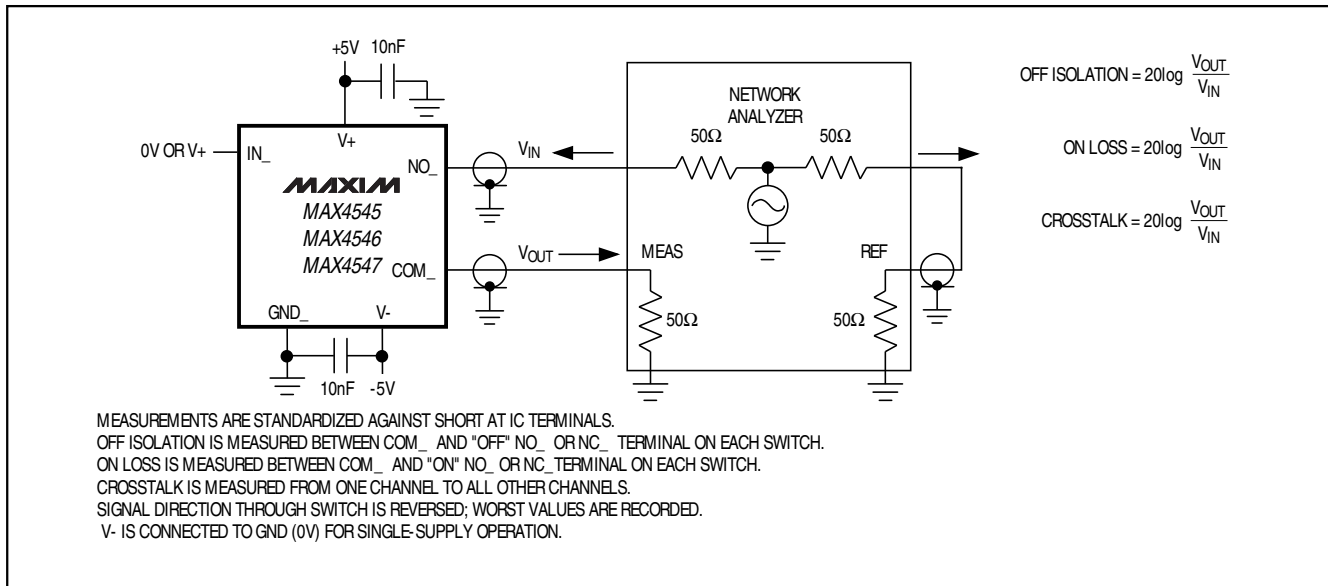 +5V
10nF
V+
0V OR V+
IN_
NO_
MAXIM
MAX4545
MAX4546
MAX4547
COM_
GND_
V-
10nF
-5V
VIN
VOUT
NETWORK
ANALYZER
50Ω
50Ω
MEAS
REF
50Ω
50Ω
OFF ISOLATION = 20log VOUT
VIN
ON LOSS = 20log VOUT
VIN
CROSSTALK = 20log VOUT
VIN
MEASUREMENTS ARE STANDARDIZED AGAINST SHORT AT IC TERMINALS.
OFF ISOLATION IS MEASURED BETWEEN COM_ AND "OFF" NO_ OR NC_ TERMINAL ON EACH SWITCH.
ON LOSS IS MEASURED BETWEEN COM_ AND "ON" NO_ OR NC_TERMINAL ON EACH SWITCH.
CROSSTALK IS MEASURED FROM ONE CHANNEL TO ALL OTHER CHANNELS.
SIGNAL DIRECTION THROUGH SWITCH IS REVERSED; WORST VALUES ARE RECORDED.
V- IS CONNECTED TO GND (0V) FOR SINGLE-SUPPLY OPERATION.